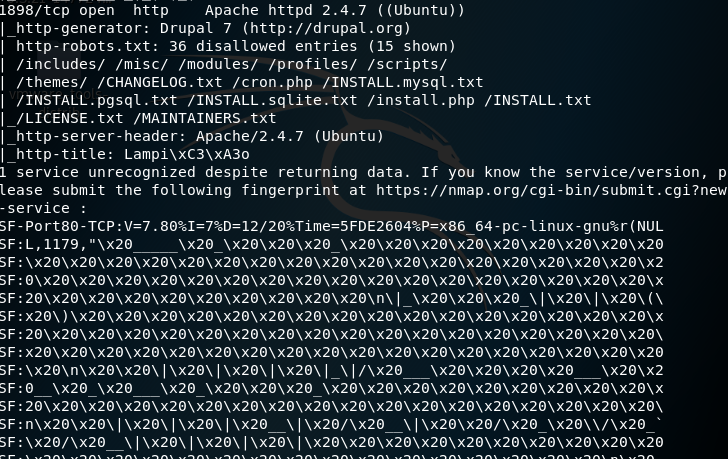 1898/tcp open  http    Apache httpd 2.4.7 ((Ubuntu))
|_http-generator: Drupal 7 (http://drupal.org)
| http-robots.txt: 36 disallowed entries (15 shown)
| /includes/ /misc/ /modules/ /profiles/ /scripts/
| /themes/ /CHANGELOG.txt /cron.php /INSTALL.mysql.txt
| /INSTALL.pgsql.txt /INSTALL.sqlite.txt /install.php /INSTALL.txt
|_/LICENSE.txt /MAINTAINERS.txt
|_http-server-header: Apache/2.4.7 (Ubuntu)
|_http-title: Lampi\xC3\xA3o
1 service unrecognized despite returning data. If you know the service/version, p
lease submit the following fingerprint at https://nmap.org/cgi-bin/submit.cgi?new
-service :
SF-Port80-TCP:V=7.80%I=7%D=12/20%Time=5FDE2604%P=x86_64-pc-linux-gnu%r(NUL
SF:L,1179,"\x20_____\x20_\x20\x20\x20_\x20\x20\x20\x20\x20\x20\x20\x20\x20
SF:\x20\x20\x20\x20\x20\x20\x20\x20\x20\x20\x20\x20\x20\x20\x20\x20\x20\x2
SF:0\x20\x20\x20\x20\x20\x20\x20\x20\x20\x20\x20\x20\x20\x20\x20\x20\x20\x
SF:20\x20\x20\x20\x20\x20\x20\x20\x20\n\|_\x20\x20\x20_\|\x20\|\x20\(\
SF:x20\)\x20\x20\x20\x20\x20\x20\x20\x20\x20\x20\x20\x20\x20\x20\x20\x20\x
SF:20\x20\x20\x20\x20\x20\x20\x20\x20\x20\x20\x20\x20\x20\x20\x20\x20\x20\
SF:x20\x20\x20\x20\x20\x20\x20\x20\x20\x20\x20\x20\x20\x20\x20\x20\x20\x20
SF:\x20\n\x20\x20\|\x20\|\x20\|\x20\|_\|/\x20____\x20\x20\x20\x20___\x20\x2
SF:0__\x20_\x20___\x20_\x20\x20\x20_\x20\x20\x20\x20\x20\x20\x20\x20\x20\x
SF:20\x20\x20\x20\x20\x20\x20\x20\x20\x20\x20\x20\x20\x20\x20\x20\x20\x20\
SF:n\x20\x20\|\x20\|\x20\|\x20__\|\x20/\x20__\|\x20\x20/\x20_\x20\\/\x20_`
SF:\x20/\x20__\|\x20\|\x20\|\x20\|\x20\x20\x20\x20\x20\x20\x20\x20\x20\x20